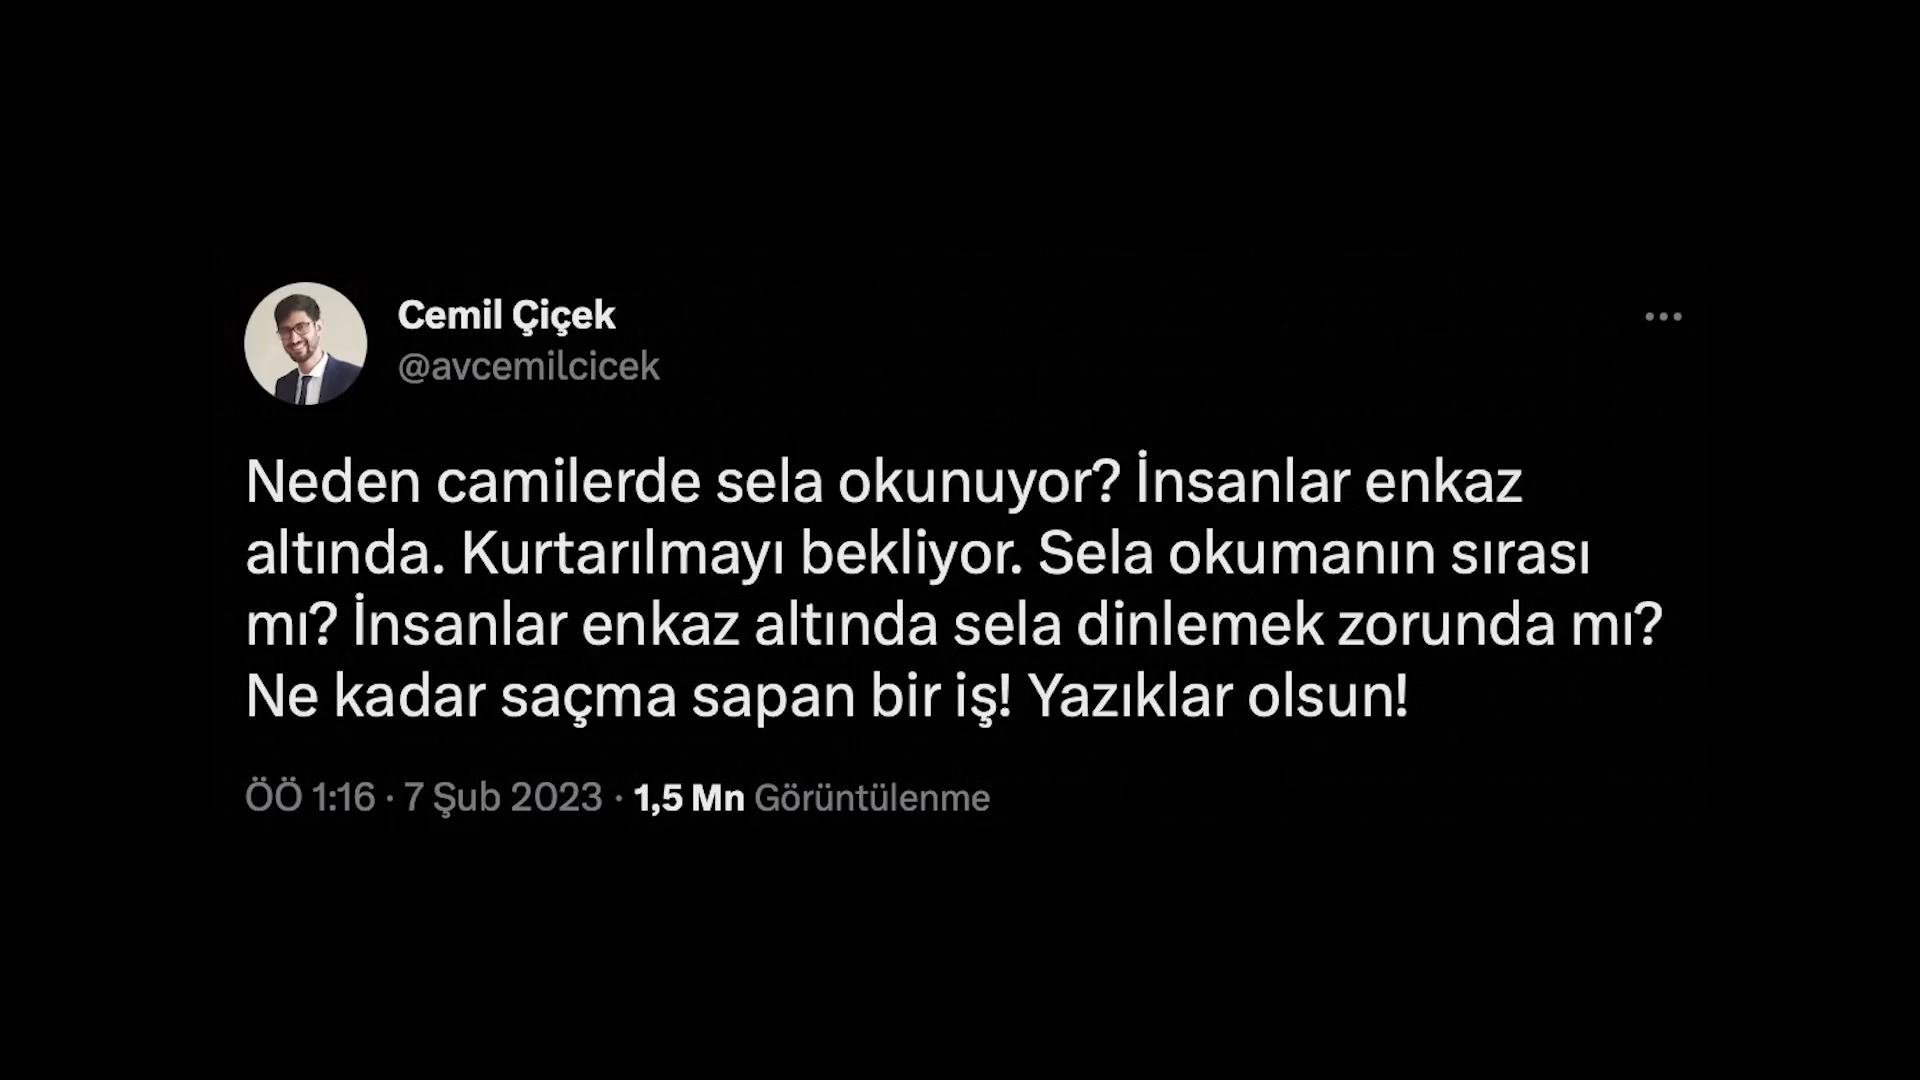 Cemil Çiçek
@avcemilcicek
Neden camilerde sela okunuyor? İnsanlar enkaz
altında. Kurtarılmayı bekliyor. Sela okumanın sırası
mı? İnsanlar enkaz altında sela dinlemek zorunda mı?
Ne kadar saçma sapan bir iş! Yazıklar olsun!
ÖÖ 1:16 · 7 Şub 2023 · 1,5 Mn Görüntülenme